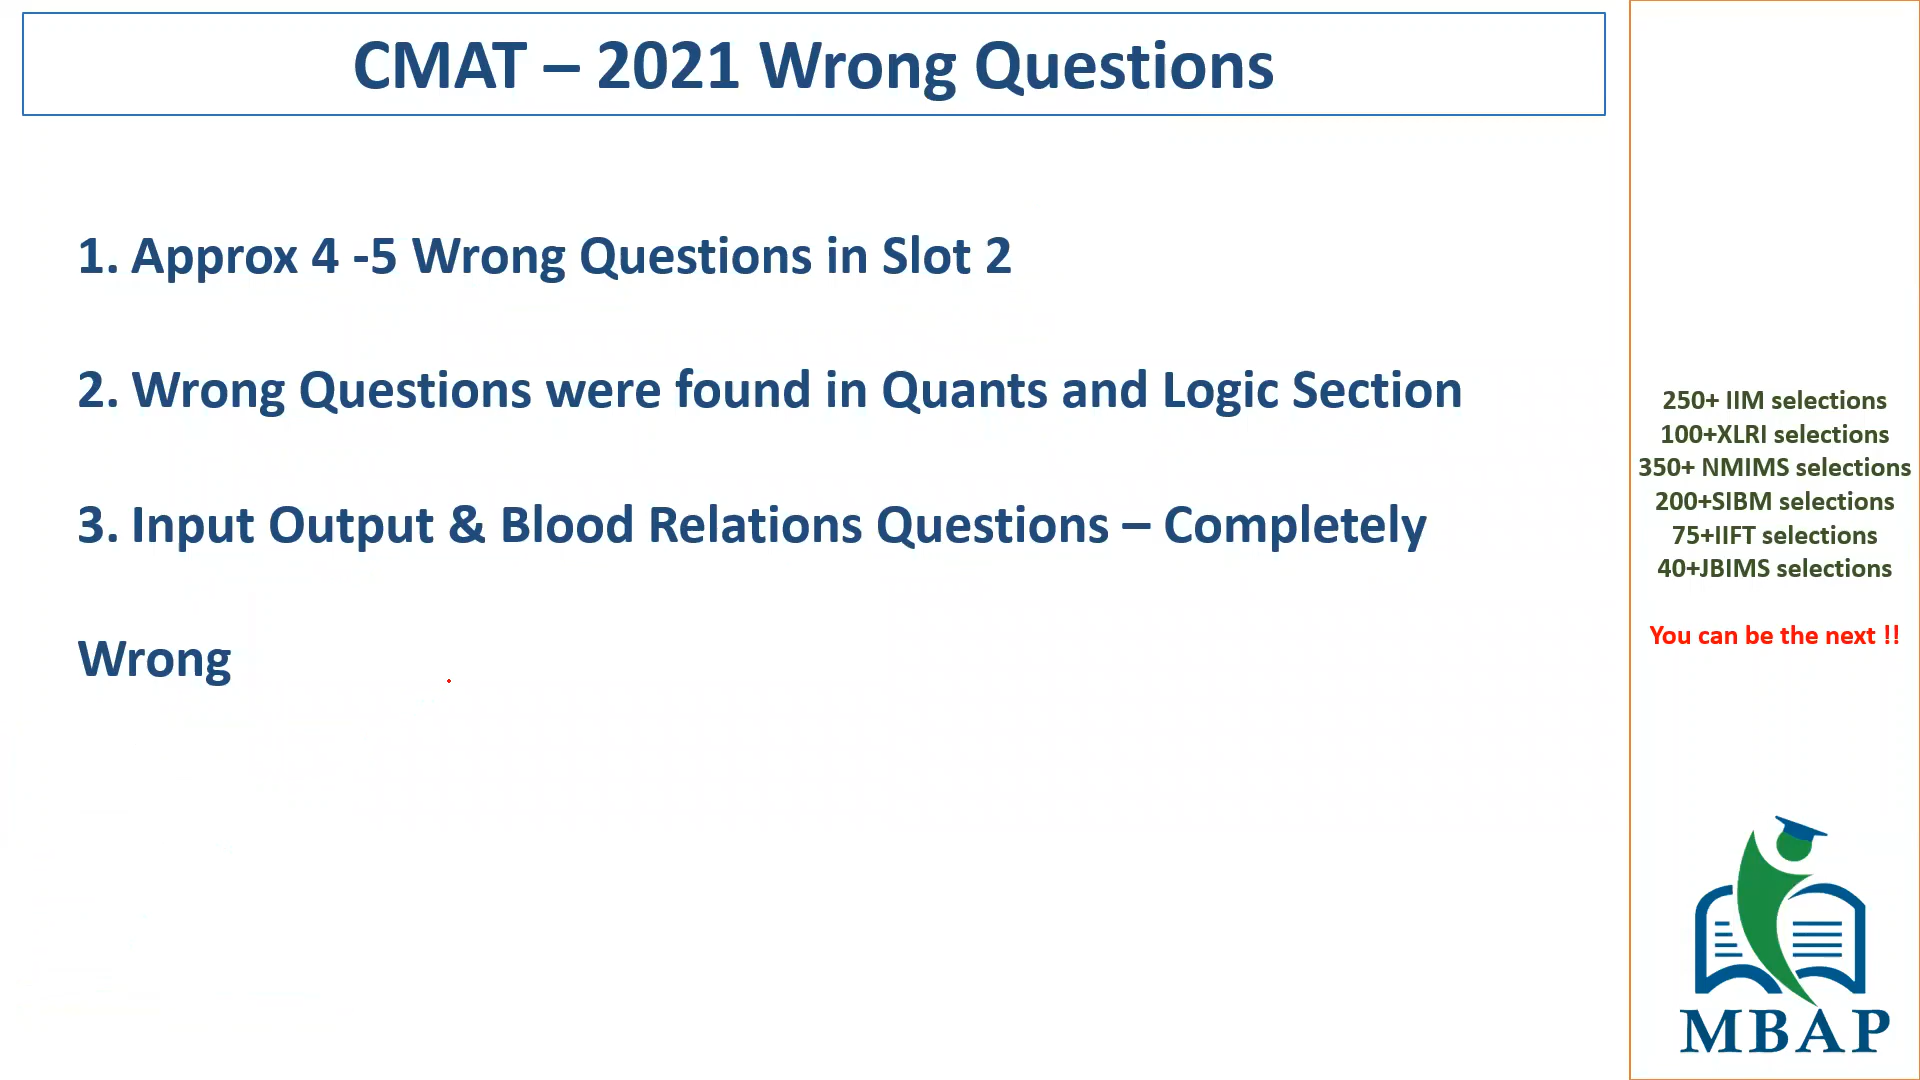 CMAT – 2021 Wrong Questions
1. Approx 4 -5 Wrong Questions in Slot 2
2. Wrong Questions were found in Quants and Logic Section
3. Input Output & Blood Relations Questions – Completely
Wrong
250+ IIM selections
100+XLRI selections
350+ NMIMS selections
200+SIBM selections
75+IIFT selections
40+JBIMS selections
You can be the next !!
MBAP